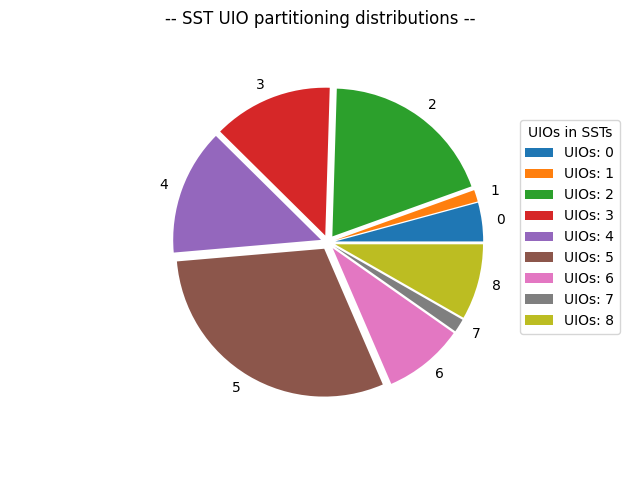 -- SST UIO partitioning distributions --
3
2
4
1
0
8
7
6
5
UIOs in SSTs
UIOs: 0
UIOs: 1
UIOs: 2
UIOs: 3
UIOs: 4
UIOs: 5
UIOs: 6
UIOs: 7
UIOs: 8